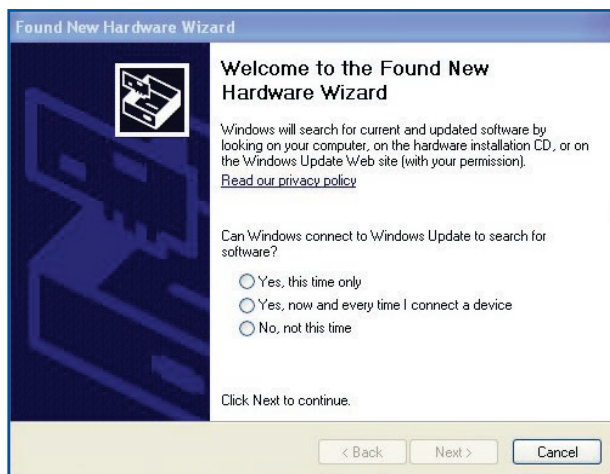 Found New Hardware Wizard
Welcome to the Found New
Hardware Wizard
Windows will search for current and updated software by
looking on your computer, on the hardware installation CD, or on
the Windows Update Web site (with your permission).
Read our privacy policy
Can Windows connect to Windows Update to search for
software?
Yes, this time only
Yes, now and every time I connect a device
No, not this time
Click Next to continue.
< Back
Next >
Cancel